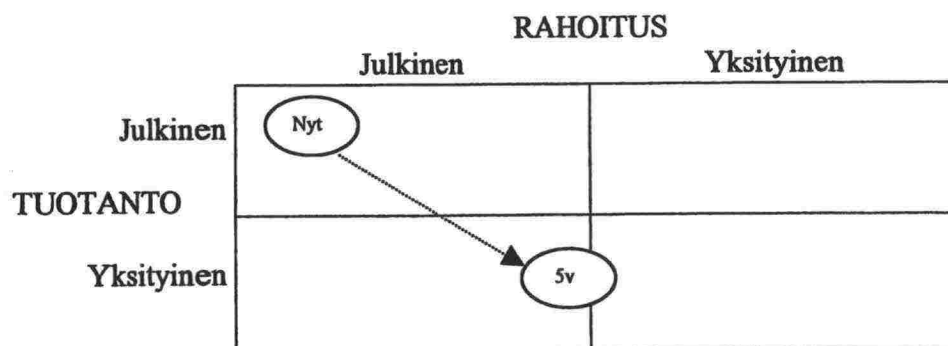 RAHOITUS
Julkinen Yksityinen
Julkinen Nyt
TUOTANTO
Yksityinen 5v